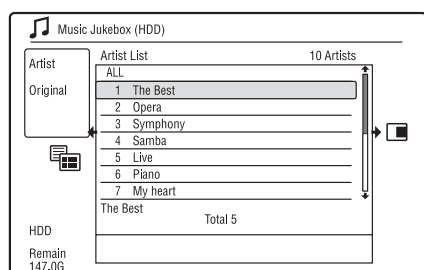 Music Jukebox (HDD)
Artist
Original
Artist List 10 Artists
ALL
1 The Best
2 Opera
3 Symphony
4 Samba
5 Live
6 Piano
7 My heart
The Best
Total 5
HDD
Remain
147.0G